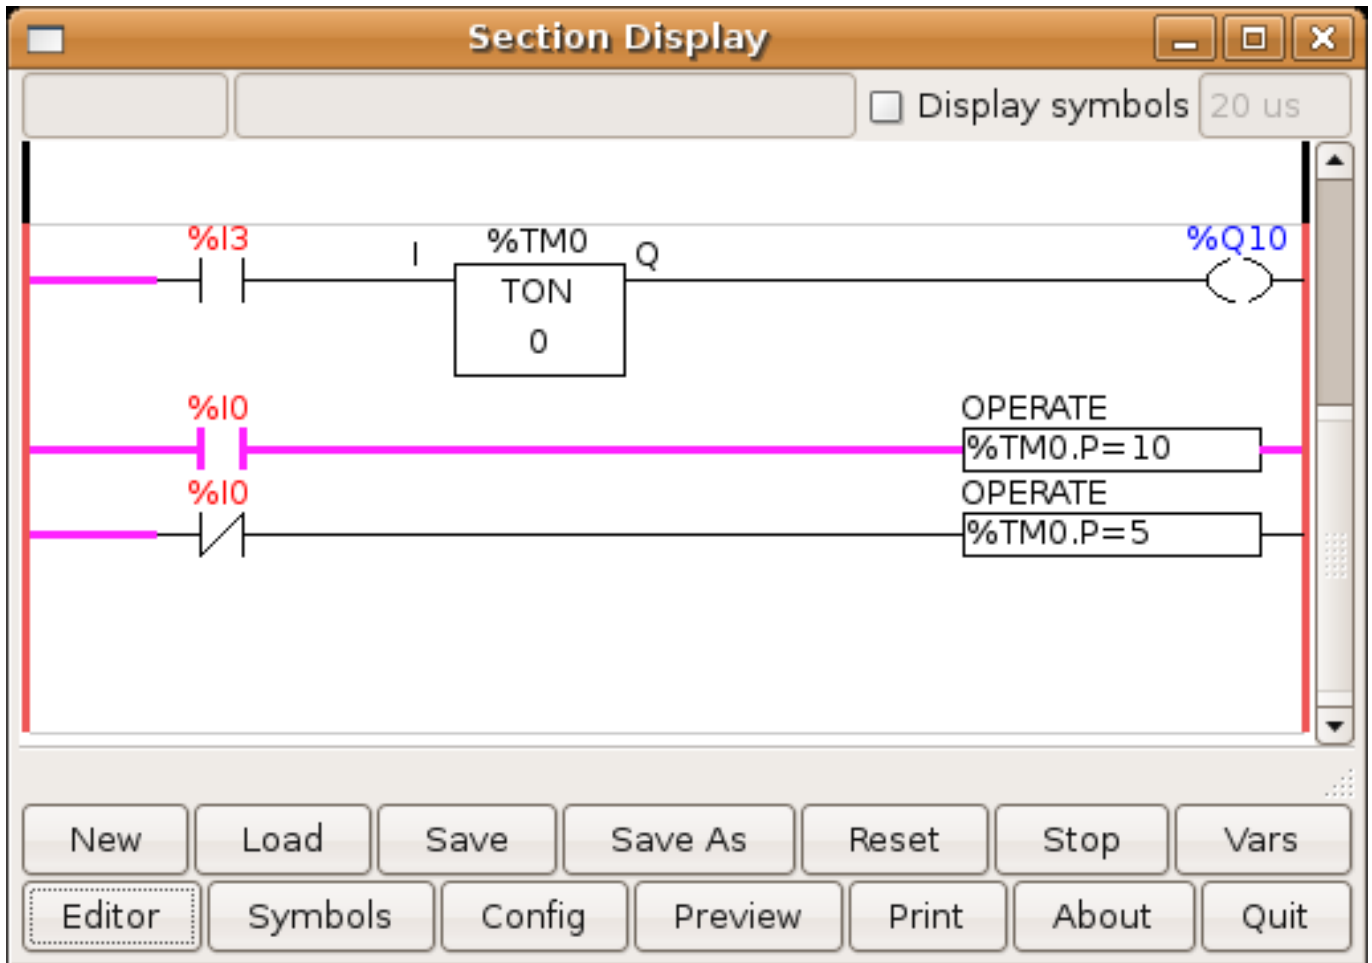 Section Display
Display symbols 20 us
%I3 I %TM0 Q %Q10
TON
0
%I0 OPERATE
%TM0.P=10
%I0 OPERATE
%TM0.P=5
New Load Save Save As Reset Stop Vars
Editor Symbols Config Preview Print About Quit